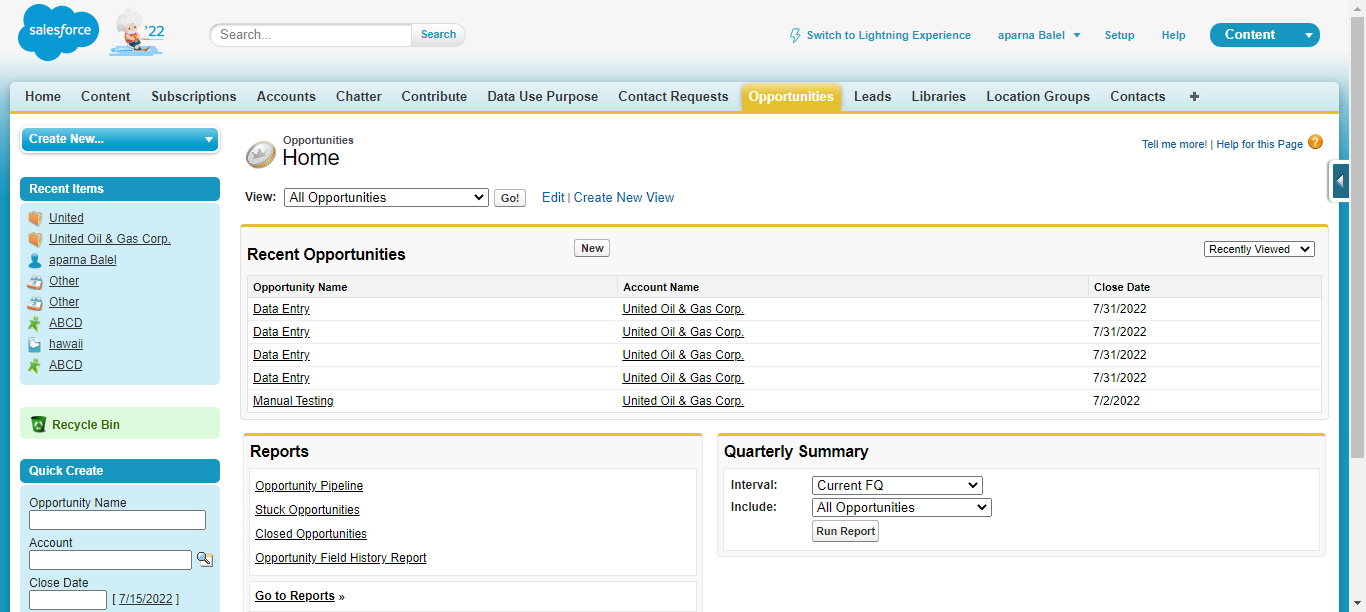 salesforce
'22
Search...
Search
Switch to Lightning Experience
aparna Balel
Setup
Help
Content
Home Content Subscriptions Accounts Chatter Contribute Data Use Purpose Contact Requests Opportunities Leads Libraries Location Groups Contacts +
Create New...
Recent Items
United
United Oil & Gas Corp.
aparna Balel
Other
Other
ABCD
hawaii
ABCD
Recycle Bin
Quick Create
Opportunity Name
Account
Close Date
[ 7/15/2022 ]
Opportunities
Home
Tell me more! | Help for this Page ?
View: All Opportunities Go! Edit | Create New View
Recent Opportunities New Recently Viewed
Opportunity Name Account Name Close Date
Data Entry United Oil & Gas Corp. 7/31/2022
Data Entry United Oil & Gas Corp. 7/31/2022
Data Entry United Oil & Gas Corp. 7/31/2022
Data Entry United Oil & Gas Corp. 7/31/2022
Manual Testing United Oil & Gas Corp. 7/2/2022
Reports
Opportunity Pipeline
Stuck Opportunities
Closed Opportunities
Opportunity Field History Report
Go to Reports »
Quarterly Summary
Interval: Current FQ
Include: All Opportunities
Run Report